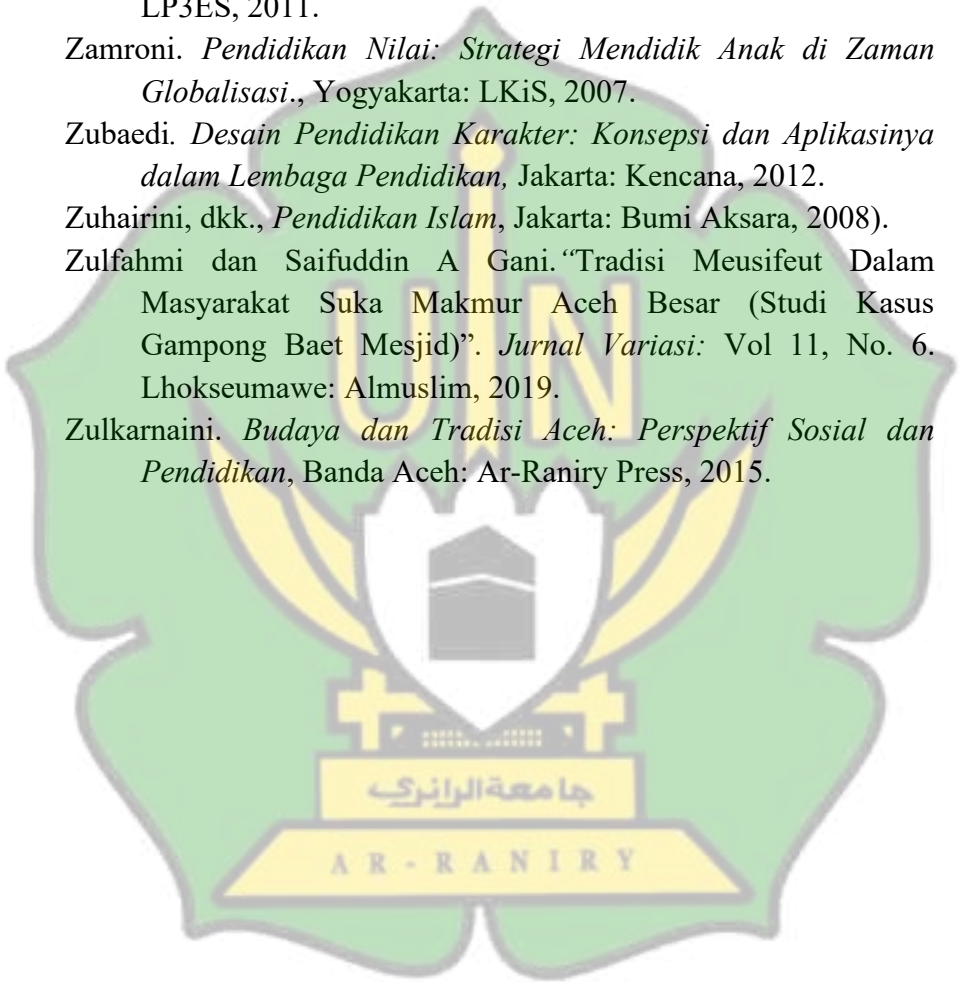 LP3ES, 2011.
Zamroni. Pendidikan Nilai: Strategi Mendidik Anak di Zaman
Globalisasi., Yogyakarta: LKiS, 2007.
Zubaedi. Desain Pendidikan Karakter: Konsepsi dan Aplikasinya
dalam Lembaga Pendidikan, Jakarta: Kencana, 2012.
Zuhairini, dkk., Pendidikan Islam, Jakarta: Bumi Aksara, 2008).
Zulfahmi dan Saifuddin A Gani.“Tradisi Meusifeut Dalam
Masyarakat Suka Makmur Aceh Besar (Studi Kasus
Gampong Baet Mesjid)”. Jurnal Variasi: Vol 11, No. 6.
Lhokseumawe: Almuslim, 2019.
Zulkarnaini. Budaya dan Tradisi Aceh: Perspektif Sosial dan
Pendidikan, Banda Aceh: Ar-Raniry Press, 2015.
UIN
جامعة الرانري
AR-RANIRY